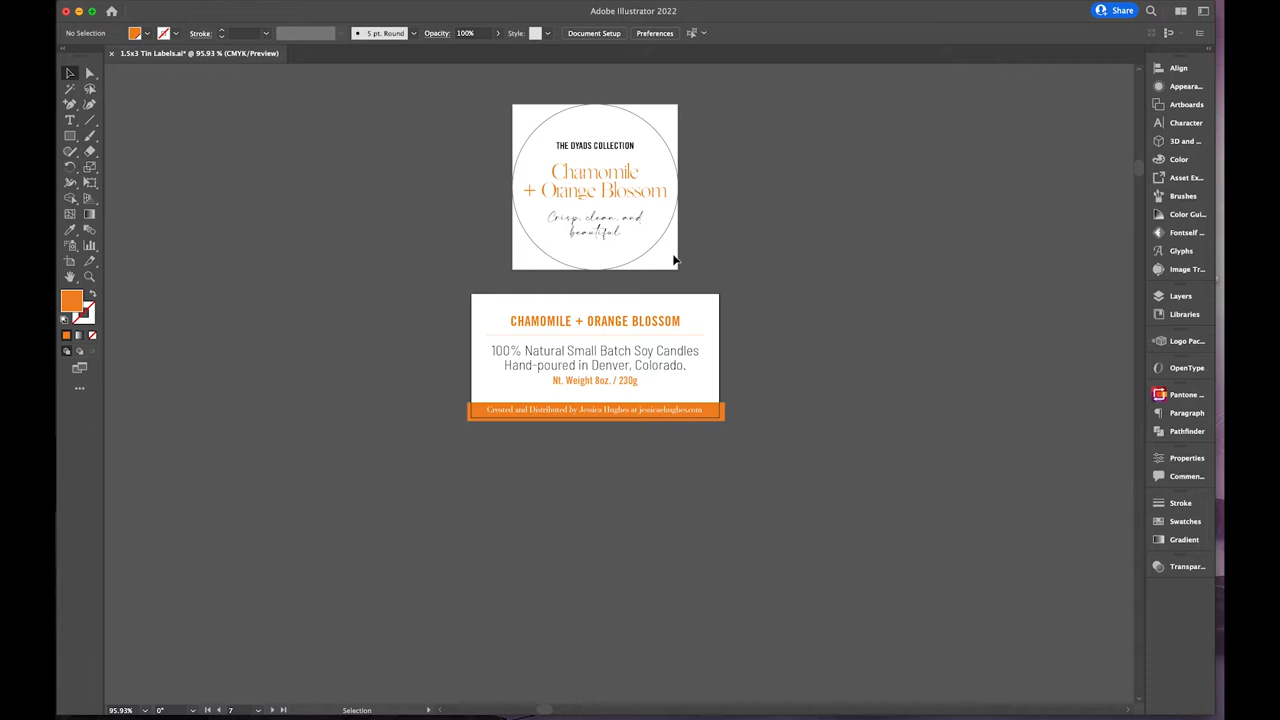 Adobe Illustrator 2022
Share
No Selection
Stroke:
5 pt. Round
Opacity:
100%
Style:
Document Setup
Preferences
1.5x3 Tin Labels.ai* @ 95.93 % (CMYK/Preview)
THE DYADS COLLECTION
Chamomile
+ Orange Blossom
Crisp, clean, and
beautiful
CHAMOMILE + ORANGE BLOSSOM
100% Natural Small Batch Soy Candles
Hand-poured in Denver, Colorado.
Nt. Weight 8oz. / 230g
Created and Distributed by Jessica Hughes at jessicaehughes.com
Align
Appeara...
Artboards
Character
3D and ...
Color
Asset Ex...
Brushes
Color Gui...
Fontself ...
Glyphs
Image Tr...
Layers
Libraries
Logo Pac...
OpenType
Pantone ...
Paragraph
Pathfinder
Properties
Commen...
Stroke
Swatches
Gradient
Transpar...
95.93%
0°
7
Selection